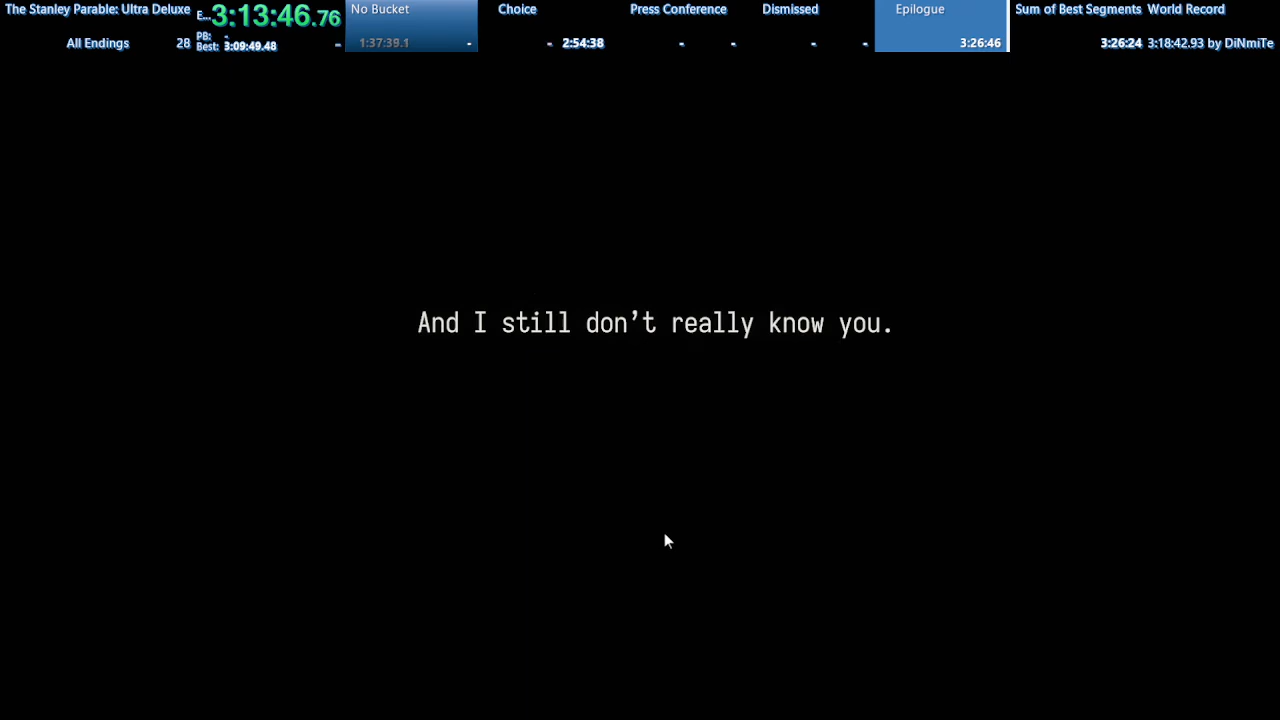 The Stanley Parable: Ultra Deluxe
All Endings 28
E... 3:13:46.76
PB: -
Best: 3:09:49.48 -
No Bucket
1:37:39.1 -
Choice
- 2:54:38
Press Conference
- -
Dismissed
- -
Epilogue
3:26:46
Sum of Best Segments
3:26:24
World Record
3:18:42.93 by DiNmiTe
And I still don't really know you.